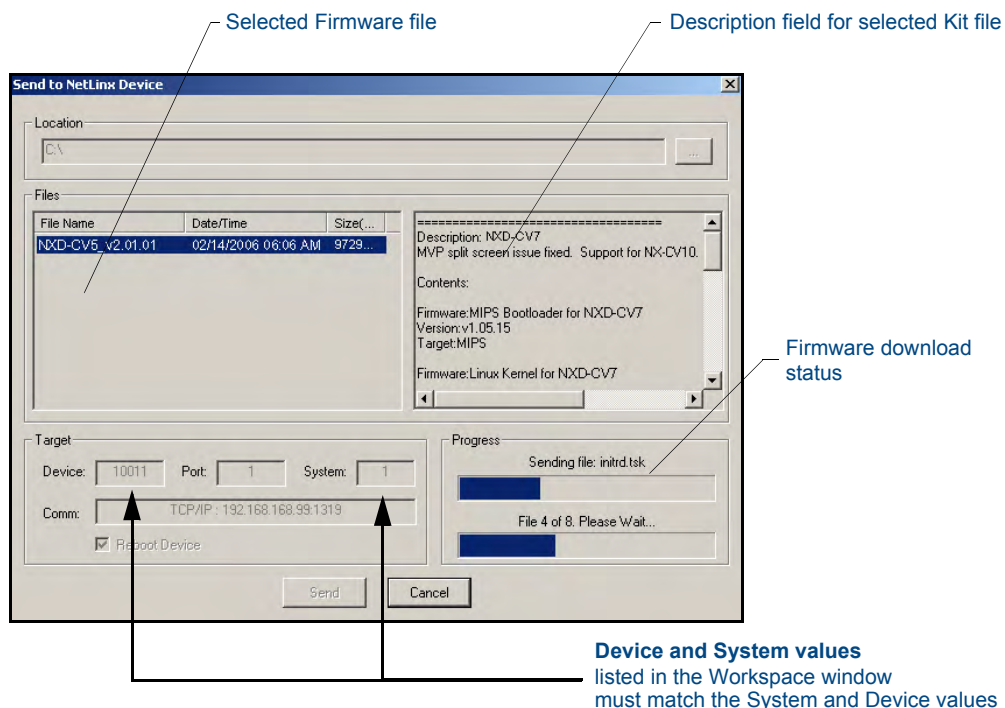 Selected Firmware file
Description field for selected Kit file
Send to NetLinx Device
Location
C:\
...
Files
File Name Date/Time Size(...
NXD-CV5_v2.01.01 02/14/2006 06:06 AM 9729...
==================================
Description: NXD-CV7
MVP split screen issue fixed. Support for NX-CV10.
Contents:
Firmware:MIPS Bootloader for NXD-CV7
Version:v1.05.15
Target:MIPS
Firmware:Linux Kernel for NXD-CV7
Firmware download
status
Target
Device: 10011 Port: 1 System: 1
Comm: TCP/IP : 192.168.168.99:1319
Reboot Device
Progress
Sending file: initrd.tsk
File 4 of 8. Please Wait...
Send
Cancel
Device and System values
listed in the Workspace window
must match the System and Device values